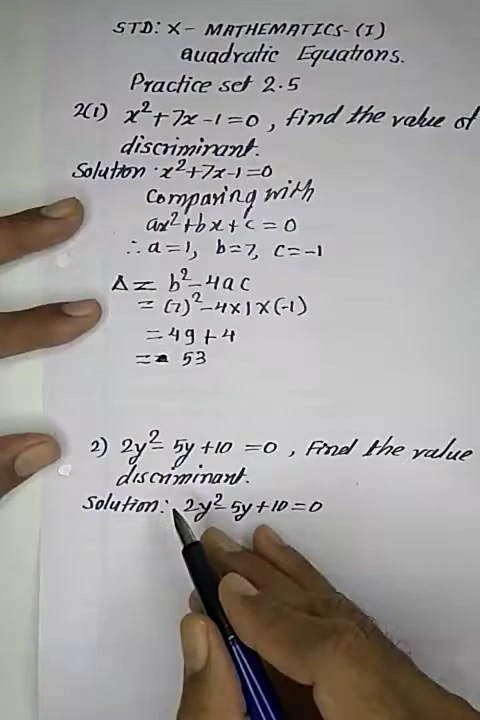 STD: X - MATHEMATICS-(I)
Quadratic Equations.
Practice set 2.5
2(1) x²+7x-1=0, find the value of
discriminant.
Solution: x²+7x-1=0
Comparing with
ax²+bx+c=0
∴ a=1, b=7, c=-1
Δ = b²-4ac
= (7)²-4×1×(-1)
= 49+4
= 53
2) 2y²-5y+10=0, Find the value
discriminant.
Solution: 2y²-5y+10=0